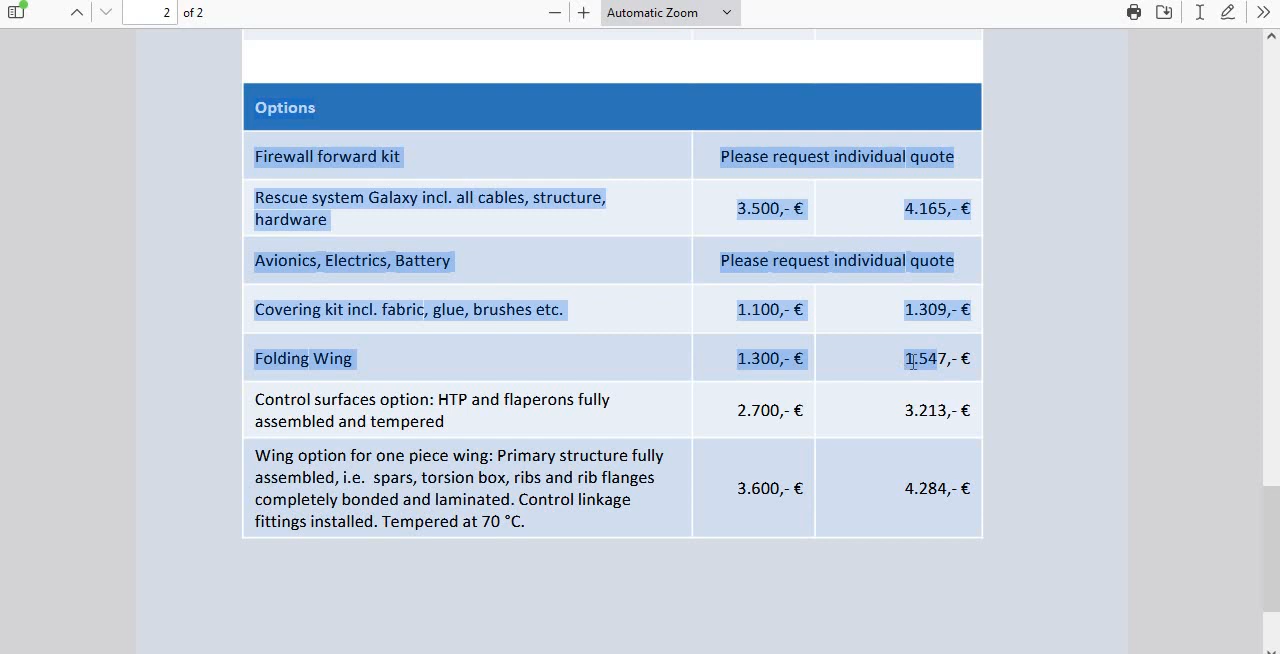 2 of 2 Automatic Zoom
Options
Firewall forward kit Please request individual quote
Rescue system Galaxy incl. all cables, structure,
hardware 3.500,- € 4.165,- €
Avionics, Electrics, Battery Please request individual quote
Covering kit incl. fabric, glue, brushes etc. 1.100,- € 1.309,- €
Folding Wing 1.300,- € 1.547,- €
Control surfaces option: HTP and flaperons fully
assembled and tempered 2.700,- € 3.213,- €
Wing option for one piece wing: Primary structure fully
assembled, i.e. spars, torsion box, ribs and rib flanges
completely bonded and laminated. Control linkage
fittings installed. Tempered at 70 °C. 3.600,- € 4.284,- €